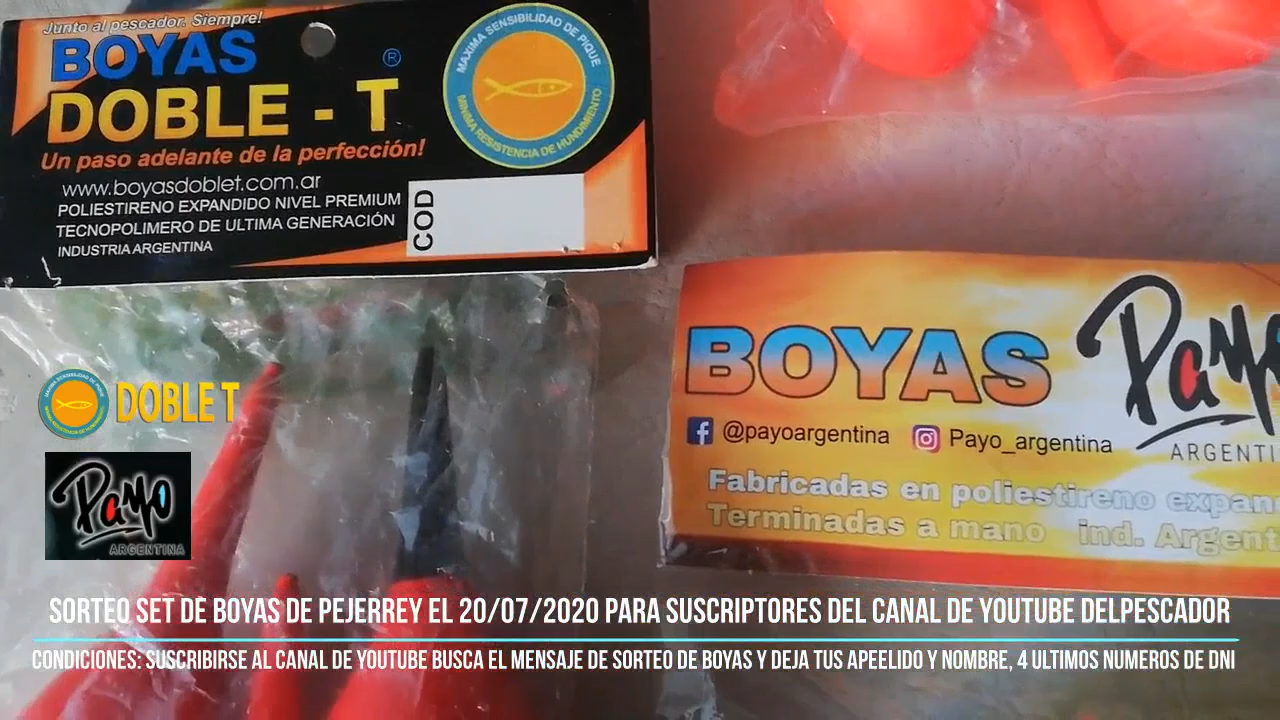 Junto al pescador. Siempre!
BOYAS ®
DOBLE - T
Un paso adelante de la perfección!
www.boyasdoblet.com.ar
POLIESTIRENO EXPANDIDO NIVEL PREMIUM
TECNOPOLIMERO DE ULTIMA GENERACIÓN
INDUSTRIA ARGENTINA
COD
MAXIMA SENSIBILIDAD DE PIQUE
MINIMA RESISTENCIA DE HUNDIMIENTO
BOYAS Payo
ARGENTI
@payoargentina Payo_argentina
Fabricadas en poliestireno expans
Terminadas a mano ind. Argent
DOBLE T
Payo
ARGENTINA
SORTEO SET DE BOYAS DE PEJERREY EL 20/07/2020 PARA SUSCRIPTORES DEL CANAL DE YOUTUBE DELPESCADOR
CONDICIONES: SUSCRIBIRSE AL CANAL DE YOUTUBE BUSCA EL MENSAJE DE SORTEO DE BOYAS Y DEJA TUS APEELIDO Y NOMBRE, 4 ULTIMOS NUMEROS DE DNI